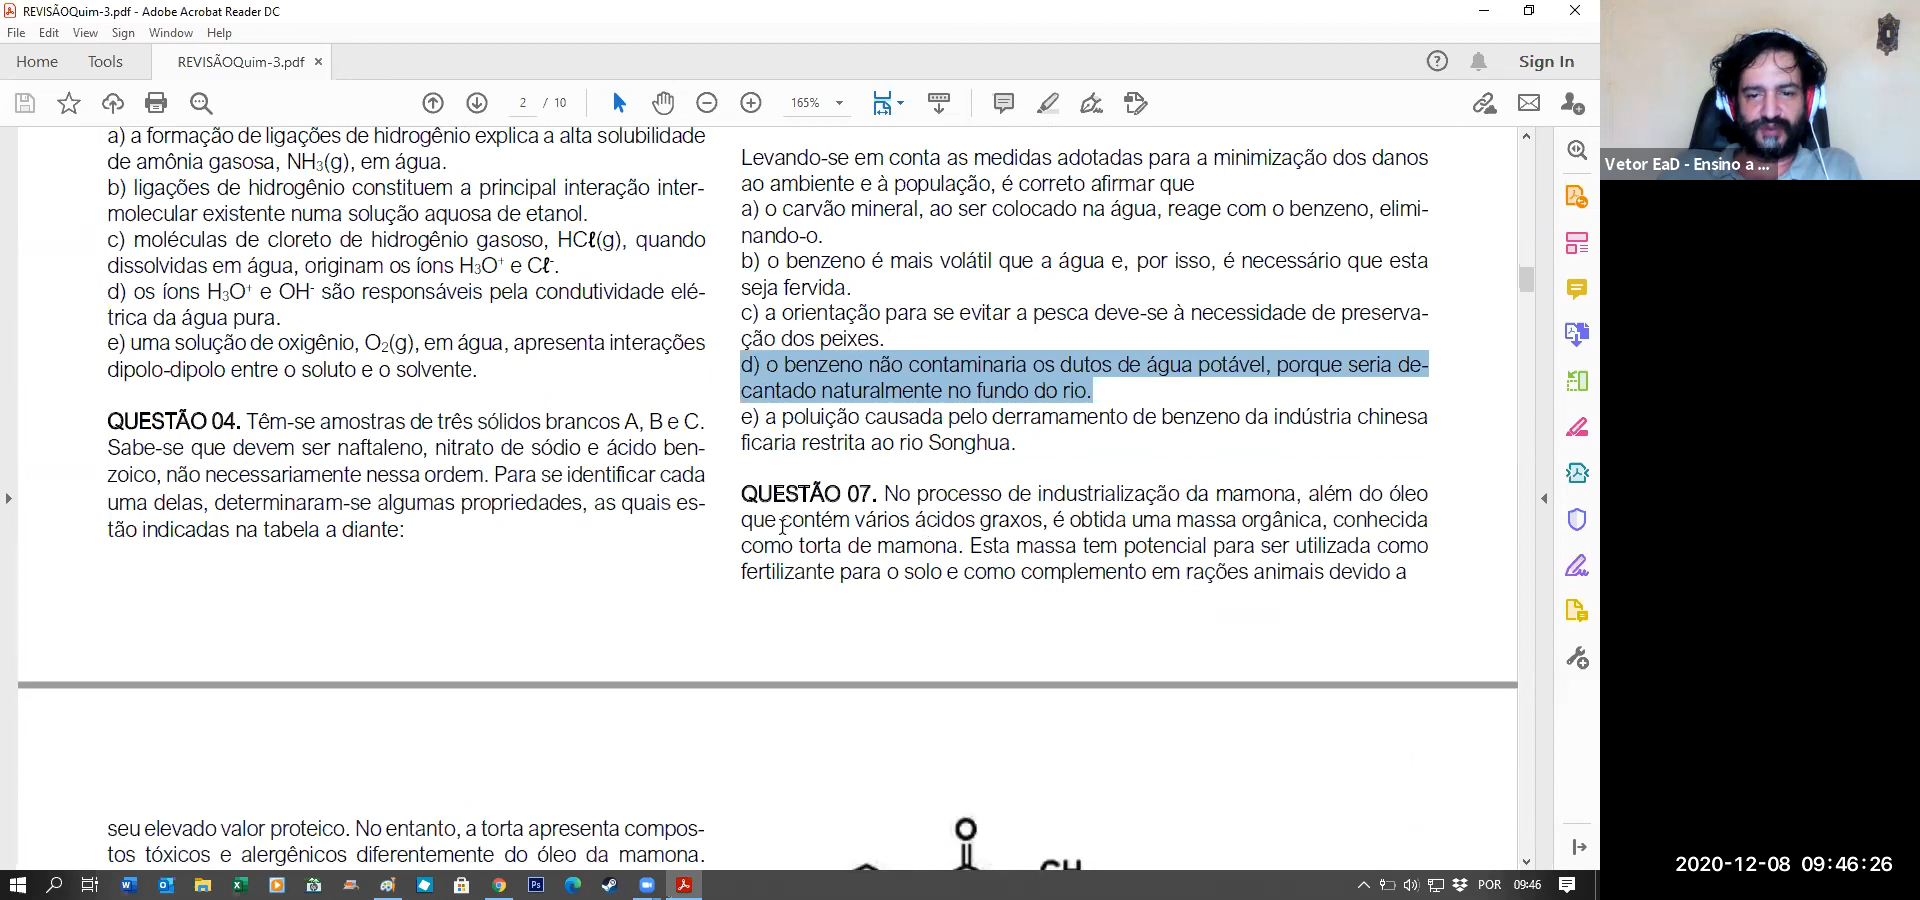 REVISÃOQuim-3.pdf - Adobe Acrobat Reader DC
File Edit View Sign Window Help
Home Tools REVISÃOQuim-3.pdf × Sign In
2 / 10 165%
a) a formação de ligações de hidrogênio explica a alta solubilidade
de amônia gasosa, NH3(g), em água.
b) ligações de hidrogênio constituem a principal interação inter-
molecular existente numa solução aquosa de etanol.
c) moléculas de cloreto de hidrogênio gasoso, HCℓ(g), quando
dissolvidas em água, originam os íons H3O+ e Cℓ-.
d) os íons H3O+ e OH- são responsáveis pela condutividade elé-
trica da água pura.
e) uma solução de oxigênio, O2(g), em água, apresenta interações
dipolo-dipolo entre o soluto e o solvente.
QUESTÃO 04. Têm-se amostras de três sólidos brancos A, B e C.
Sabe-se que devem ser naftaleno, nitrato de sódio e ácido ben-
zoico, não necessariamente nessa ordem. Para se identificar cada
uma delas, determinaram-se algumas propriedades, as quais es-
tão indicadas na tabela a diante:
Levando-se em conta as medidas adotadas para a minimização dos danos
ao ambiente e à população, é correto afirmar que
a) o carvão mineral, ao ser colocado na água, reage com o benzeno, elimi-
nando-o.
b) o benzeno é mais volátil que a água e, por isso, é necessário que esta
seja fervida.
c) a orientação para se evitar a pesca deve-se à necessidade de preserva-
ção dos peixes.
d) o benzeno não contaminaria os dutos de água potável, porque seria de-
cantado naturalmente no fundo do rio.
e) a poluição causada pelo derramamento de benzeno da indústria chinesa
ficaria restrita ao rio Songhua.
QUESTÃO 07. No processo de industrialização da mamona, além do óleo
que contém vários ácidos graxos, é obtida uma massa orgânica, conhecida
como torta de mamona. Esta massa tem potencial para ser utilizada como
fertilizante para o solo e como complemento em rações animais devido a
seu elevado valor proteico. No entanto, a torta apresenta compos-
tos tóxicos e alergênicos diferentemente do óleo da mamona.
O
CH
Vetor EaD - Ensino a ...
2020-12-08 09:46:26
POR 09:46